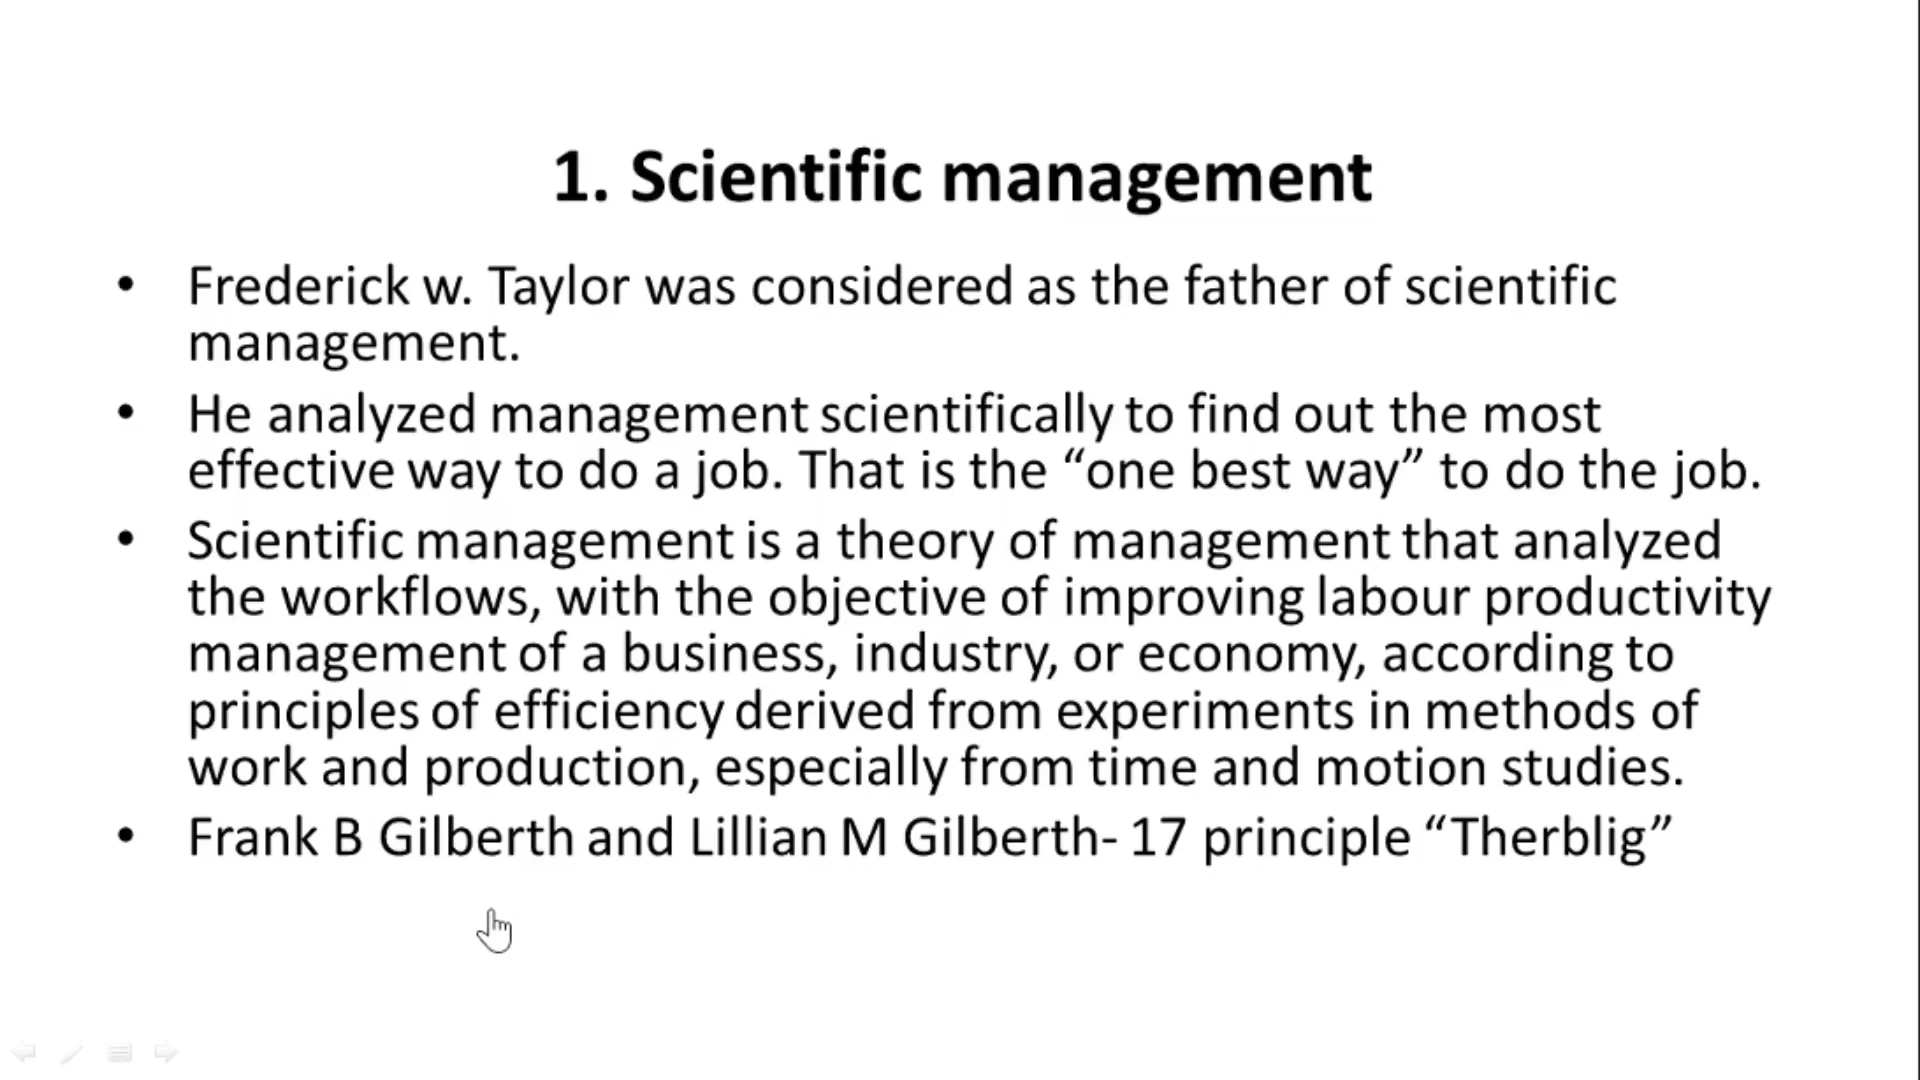 1. Scientific management
• Frederick w. Taylor was considered as the father of scientific
management.
• He analyzed management scientifically to find out the most
effective way to do a job. That is the “one best way” to do the job.
• Scientific management is a theory of management that analyzed
the workflows, with the objective of improving labour productivity
management of a business, industry, or economy, according to
principles of efficiency derived from experiments in methods of
work and production, especially from time and motion studies.
• Frank B Gilberth and Lillian M Gilberth- 17 principle “Therblig”